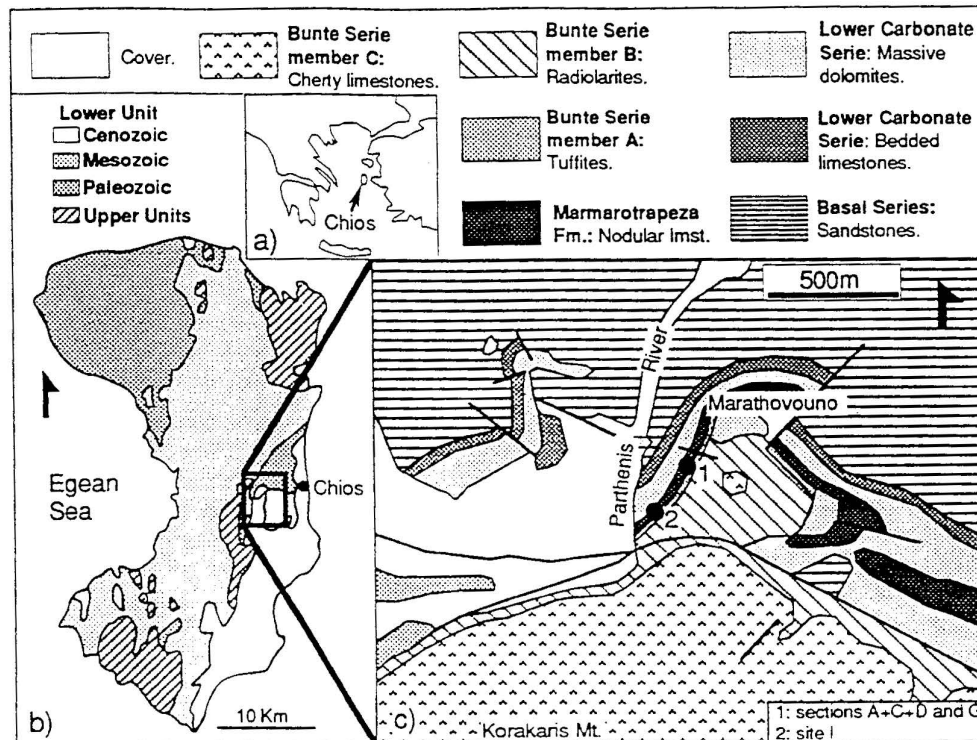 Cover.
Bunte Serie
member C:
Cherty limestones.
Bunte Serie
member B:
Radiolarites.
Lower Carbonate
Serie: Massive
dolomites.
Lower Unit
Cenozoic
Mesozoic
Paleozoic
Upper Units
Chios
a)
Bunte Serie
member A:
Tuffites.
Lower Carbonate
Serie: Bedded
limestones.
Marmarotrapeza
Fm.: Nodular lmst.
Basal Series:
Sandstones.
Egean
Sea
Chios
10 Km
b)
500m
River
Parthenis
Marathovouno
1
2
Korakaris Mt.
c)
1: sections A+C+D and G
2: site I